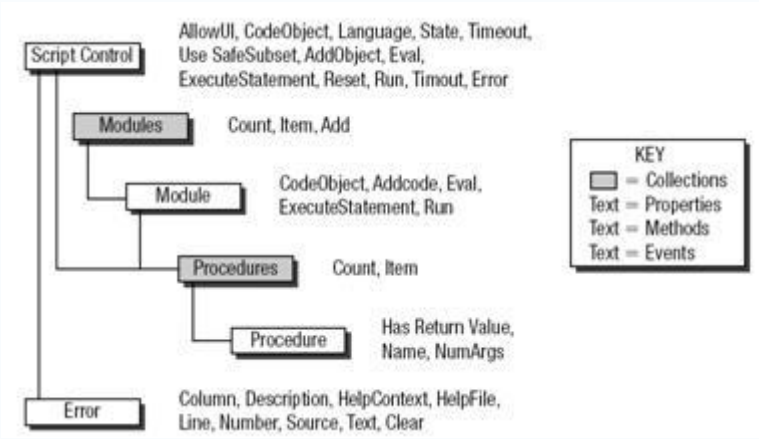 AllowUI, CodeObject, Language, State, Timeout,
Script Control
Use SafeSubset, AddObject, Eval,
ExecuteStatement, Reset, Run, Timout, Error
Modules
Count, Item, Add
KEY
= Collections
Text = Properties
Text = Methods
Text = Events
Module
CodeObject, Addcode, Eval,
ExecuteStatement, Run
Procedures
Count, Item
Procedure
Has Return Value,
Name, NumArgs
Error
Column, Description, HelpContext, HelpFile,
Line, Number, Source, Text, Clear